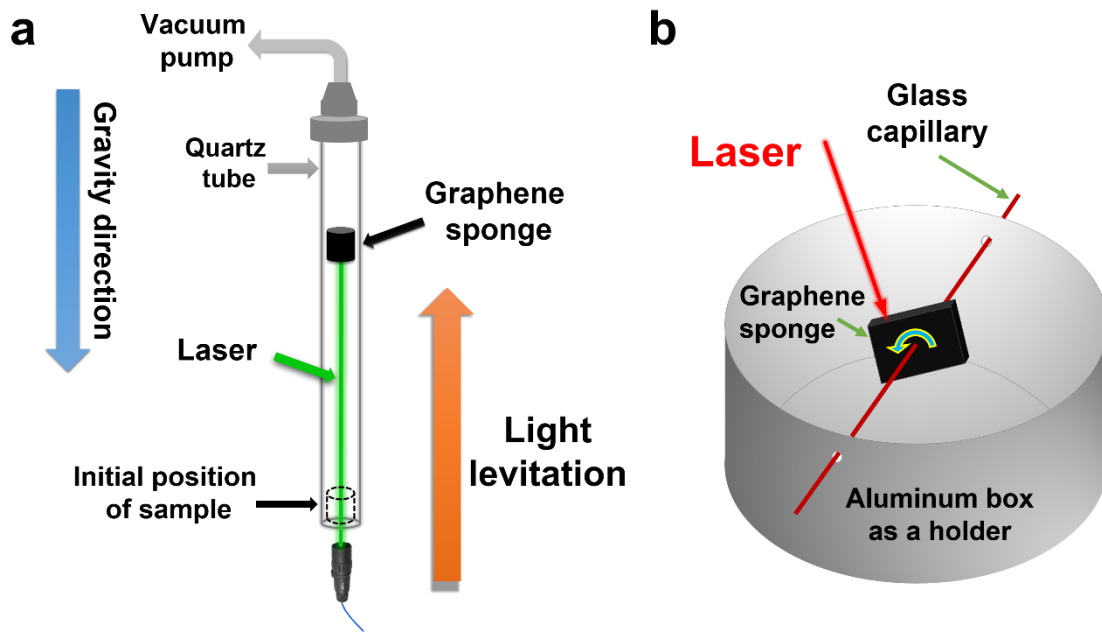 a
Vacuum
pump
Gravity direction
Quartz
tube
Graphene
sponge
Laser
Light
levitation
Initial position
of sample
b
Glass
capillary
Laser
Graphene
sponge
Aluminum box
as a holder